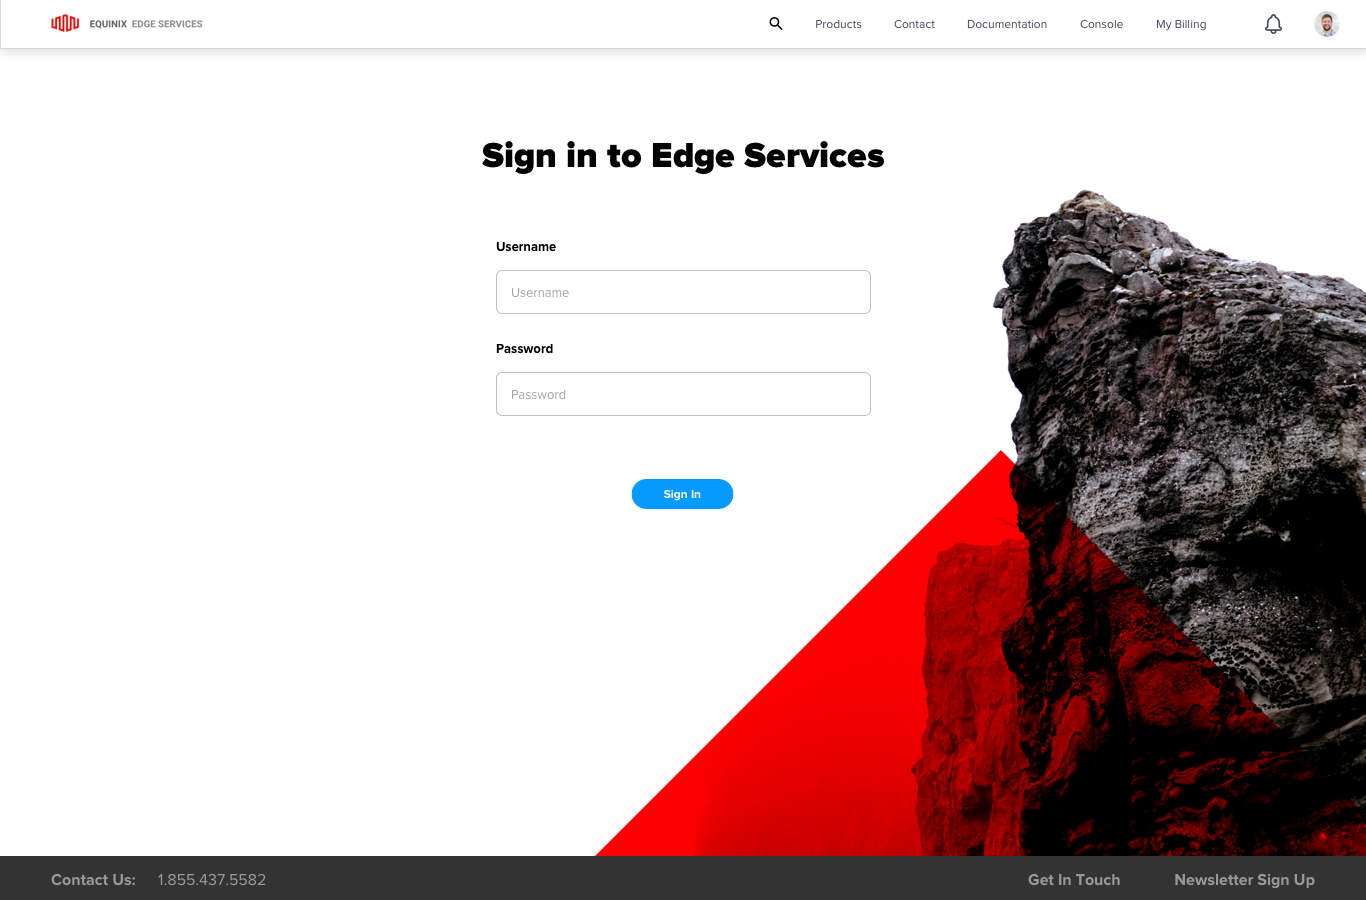 EQUINIX EDGE SERVICES
Products Contact Documentation Console My Billing
Sign in to Edge Services
Username
Username
Password
Password
Sign In
Contact Us: 1.855.437.5582 Get In Touch Newsletter Sign Up